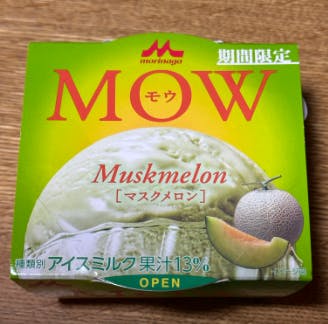 morinaga
期間限定
MOW
モウ
Muskmelon
[マスクメロン]
種類別 アイスミルク 果汁13%
OPEN